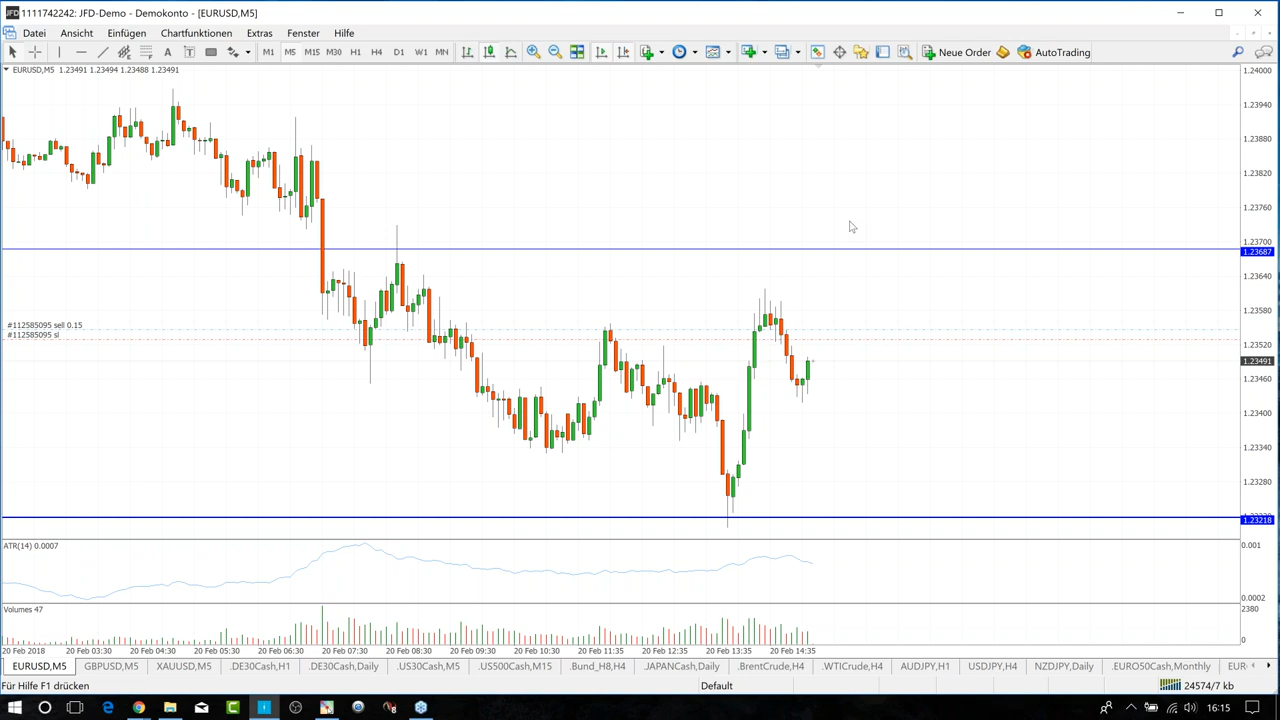 1111742242: JFD-Demo - Demokonto - [EURUSD,M5]
Datei Ansicht Einfügen Chartfunktionen Extras Fenster Hilfe
M1 M5 M15 M30 H1 H4 D1 W1 MN Neue Order AutoTrading
EURUSD,M5 1.23491 1.23494 1.23488 1.23491
1.24000
1.23940
1.23880
1.23820
1.23760
1.23700
1.23687
1.23640
1.23580
#112585095 sell 0.15
#112585095 sl
1.23520
1.23491
1.23460
1.23400
1.23340
1.23280
1.23218
ATR(14) 0.0007
0.001
0.0002
Volumes 47
2380
0
20 Feb 2018 20 Feb 03:30 20 Feb 04:30 20 Feb 05:30 20 Feb 06:30 20 Feb 07:30 20 Feb 08:30 20 Feb 09:30 20 Feb 10:35 20 Feb 11:35 20 Feb 12:35 20 Feb 13:35 20 Feb 14:35
EURUSD,M5 GBPUSD,M5 XAUUSD,M5 .DE30Cash,H1 .DE30Cash,Daily .US30Cash,M5 .US500Cash,M15 .Bund_H8,H4 .JAPANCash,Daily .BrentCrude,H4 .WTICrude,H4 AUDJPY,H1 USDJPY,H4 NZDJPY,Daily .EURO50Cash,Monthly EUR
Für Hilfe F1 drücken Default 24574/7 kb
16:15